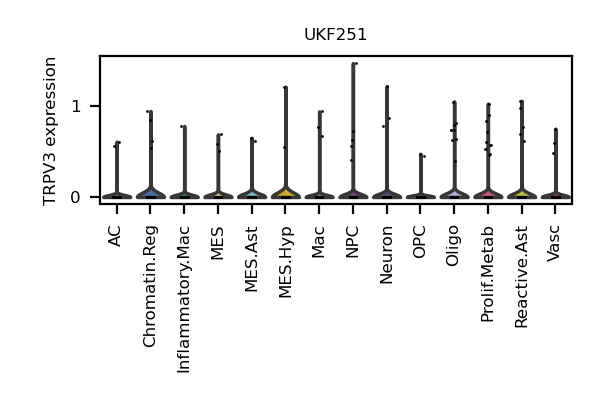 UKF251
TRPV3 expression
1
0
AC
Chromatin.Reg
Inflammatory.Mac
MES
MES.Ast
MES.Hyp
Mac
NPC
Neuron
OPC
Oligo
Prolif.Metab
Reactive.Ast
Vasc